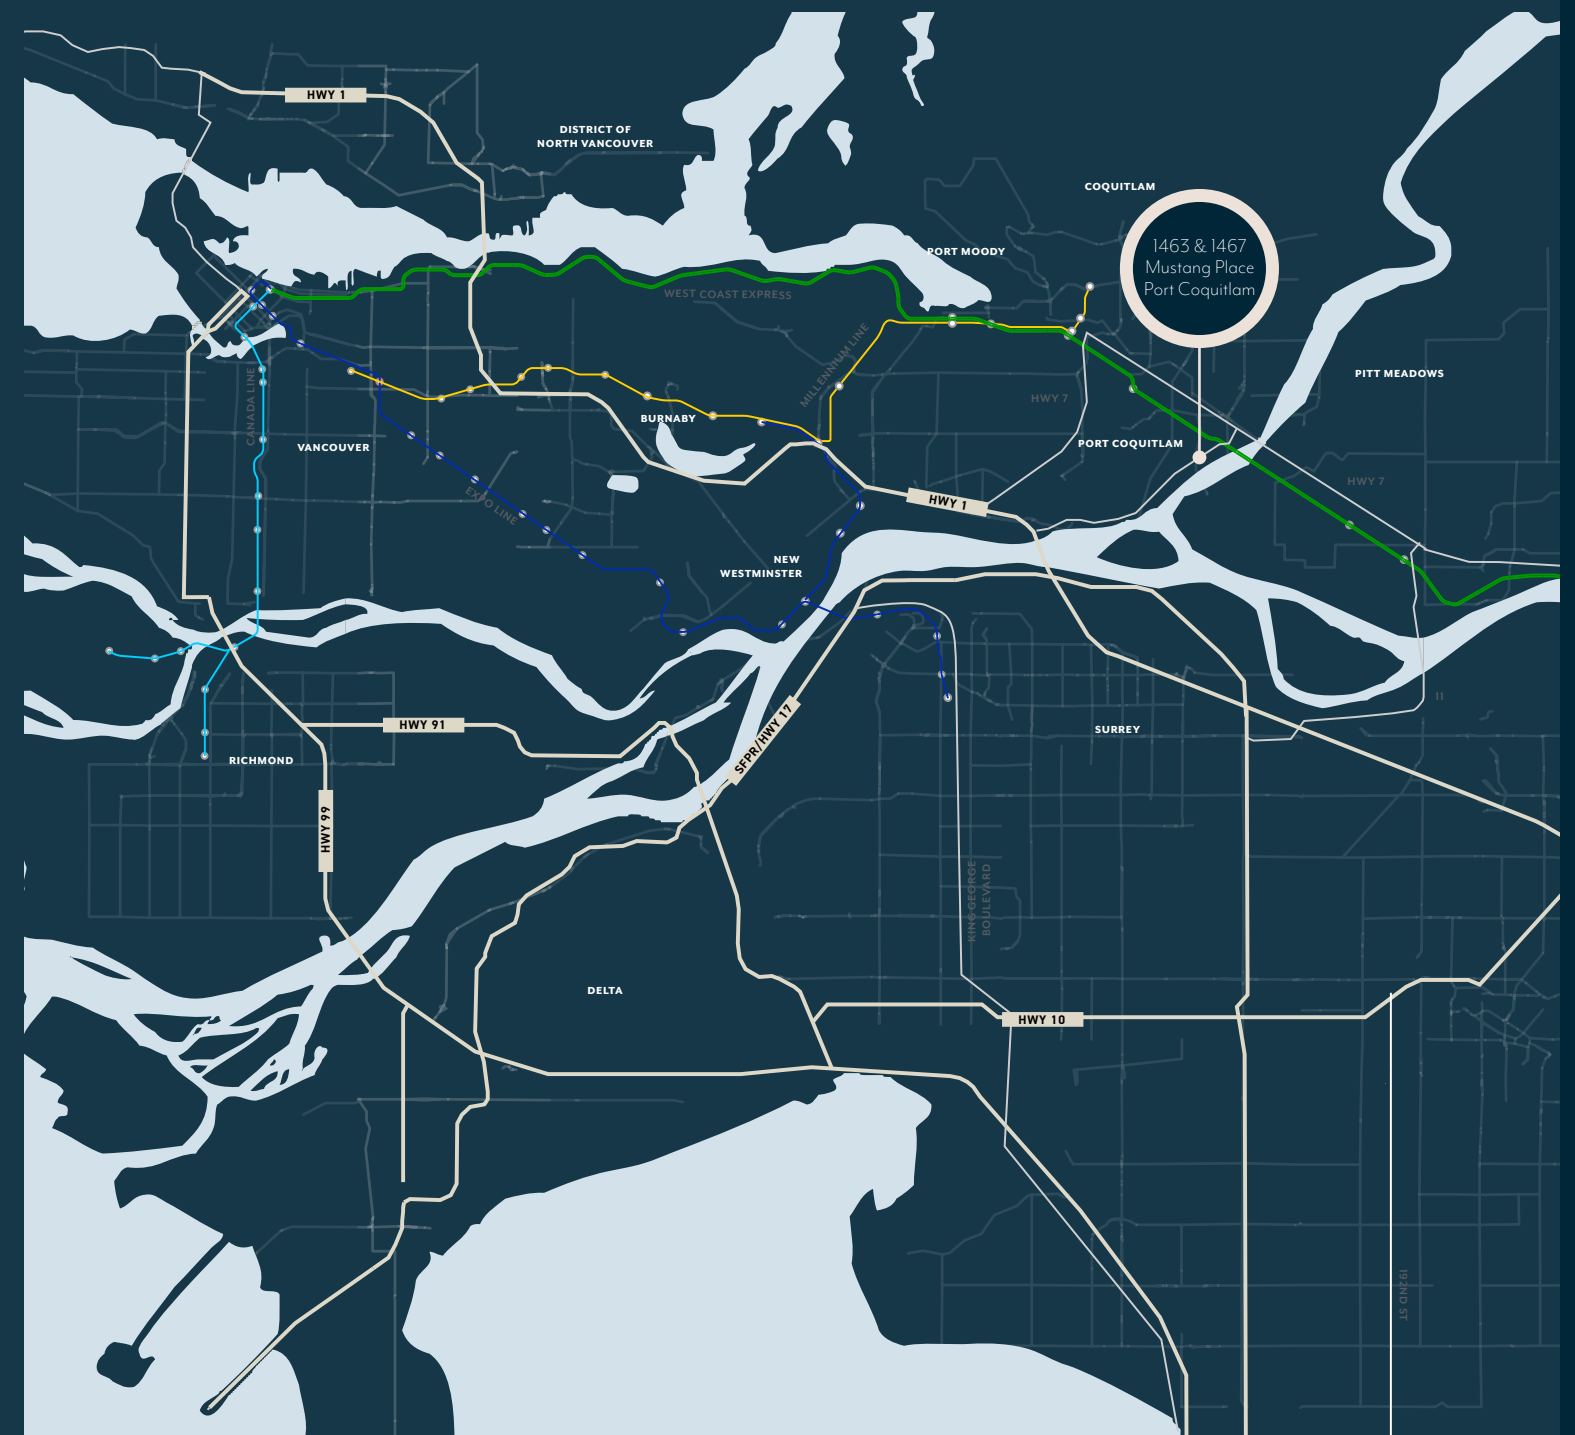 HWY 1
DISTRICT OF
NORTH VANCOUVER
COQUITLAM
1463 & 1467
Mustang Place
Port Coquitlam
PORT MOODY
WEST COAST EXPRESS
MILLENNIUM LINE
PITT MEADOWS
CANADA LINE
HWY 7
BURNABY
VANCOUVER
PORT COQUITLAM
HWY 7
EXPO LINE
HWY 1
NEW
WESTMINSTER
11
HWY 91
SFPR/HWY 17
SURREY
RICHMOND
HWY 99
KING GEORGE
BOULEVARD
DELTA
HWY 10
192ND ST